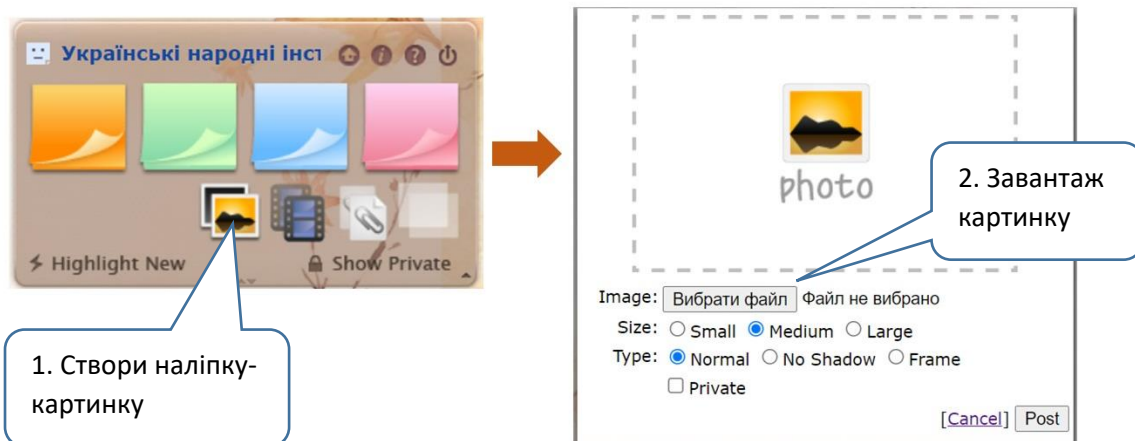 Українські народні інст
Highlight New
Show Private
1. Створи наліпку-
картинку
photo
2. Завантаж
картинку
Image: Вибрати файл Файл не вибрано
Size: Small Medium Large
Type: Normal No Shadow Frame
Private
[Cancel] Post